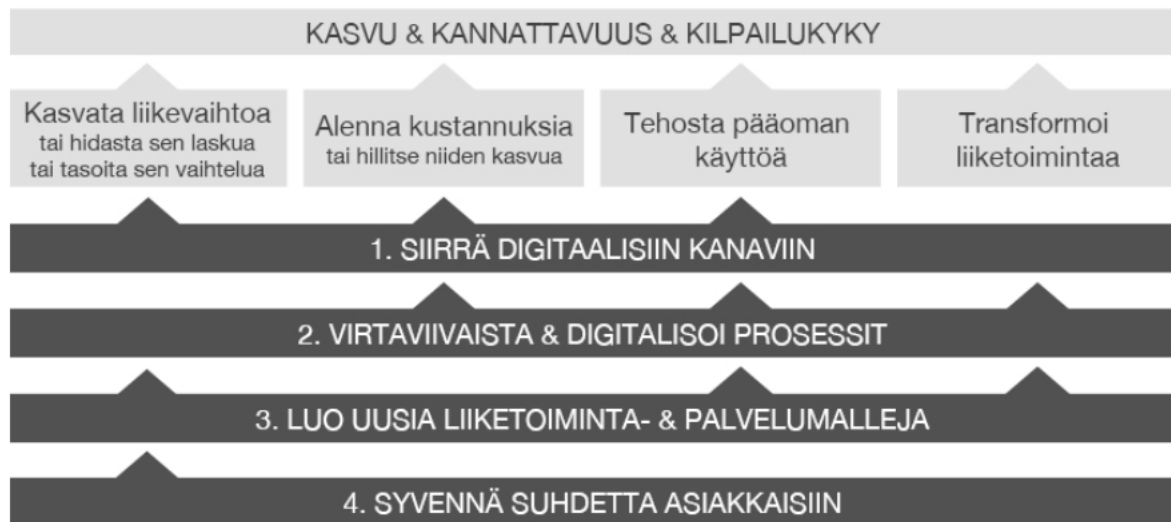 KASVU & KANNATTAVUUS & KILPAILUKYKY
Kasvata liikevaihtoa
tai hidasta sen laskua
tai tasoita sen vaihtelua
Alenna kustannuksia
tai hillitse niiden kasvua
Tehosta pääoman
käyttöä
Transformoi
liiketoimintaa
1. SIIRRÄ DIGITAALISIIN KANAVIIN
2. VIRTAVIIVAISTA & DIGITALISOI PROSESSIT
3. LUO UUSIA LIIKETOIMINTA- & PALVELUMALLEJA
4. SYVENNÄ SUHDETTA ASIAKKAISIIN